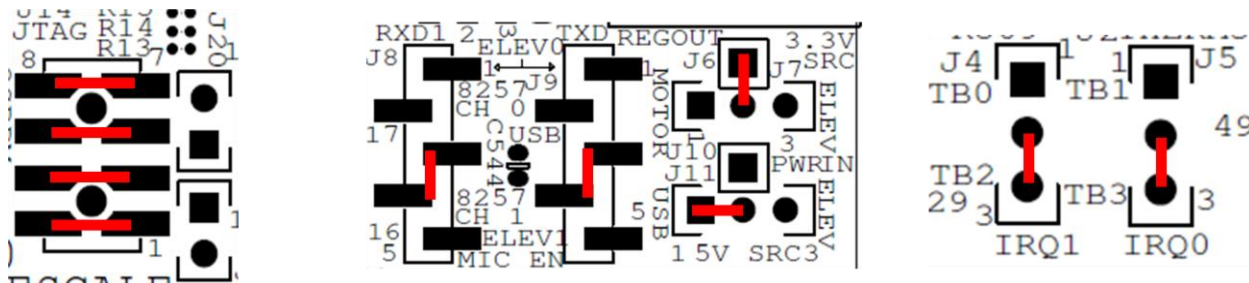 JTAG R14
R13
J20
8 7
1
1
RXD1 2 3 TXD
ELEV0
J8 1 J9 1
8257
CH 0
17
USB
C544
8257
CH 1
16 5
5 ELEV1
MIC EN
REGOUT 3.3V
J6 J7 SRC
MOTOR
ELEV
1 3
J10
J11 PWRIN
USB
ELEV
1 5V SRC3
J4 1 1 J5
TB0 TB1
49
TB2 TB3
29 3 3
IRQ1 IRQ0